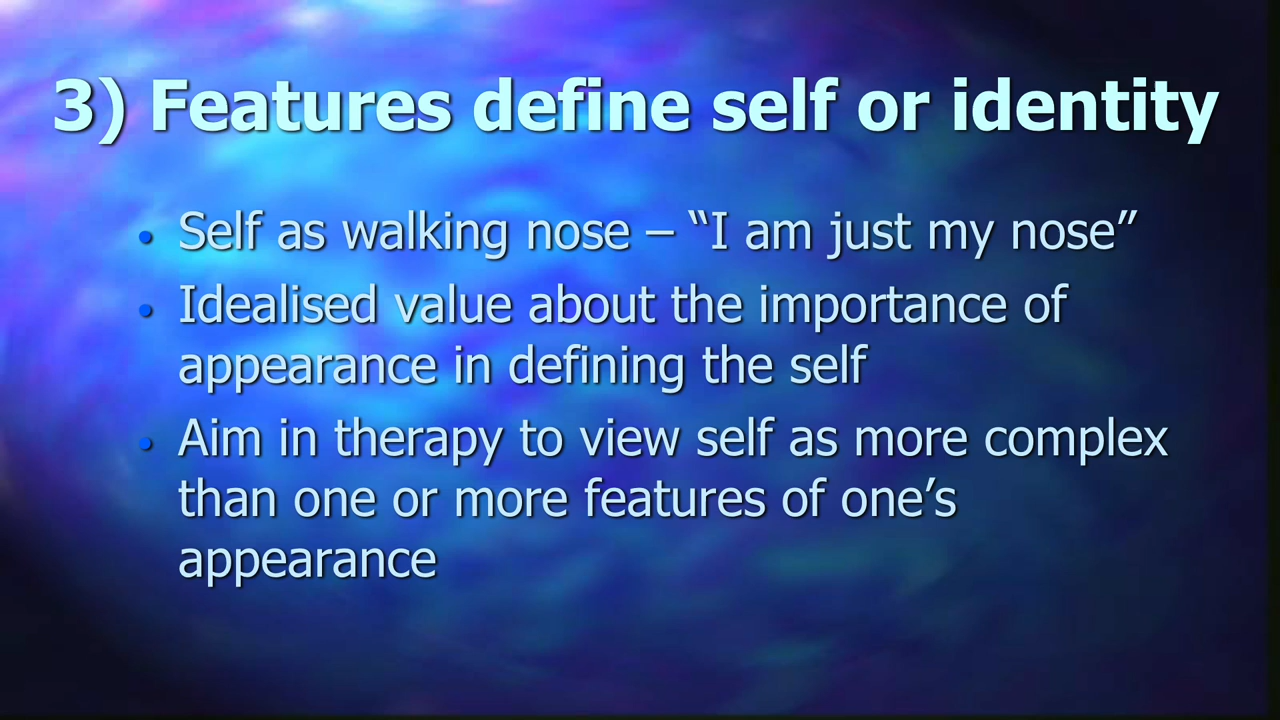 3) Features define self or identity
• Self as walking nose – “I am just my nose”
• Idealised value about the importance of
appearance in defining the self
• Aim in therapy to view self as more complex
than one or more features of one’s
appearance